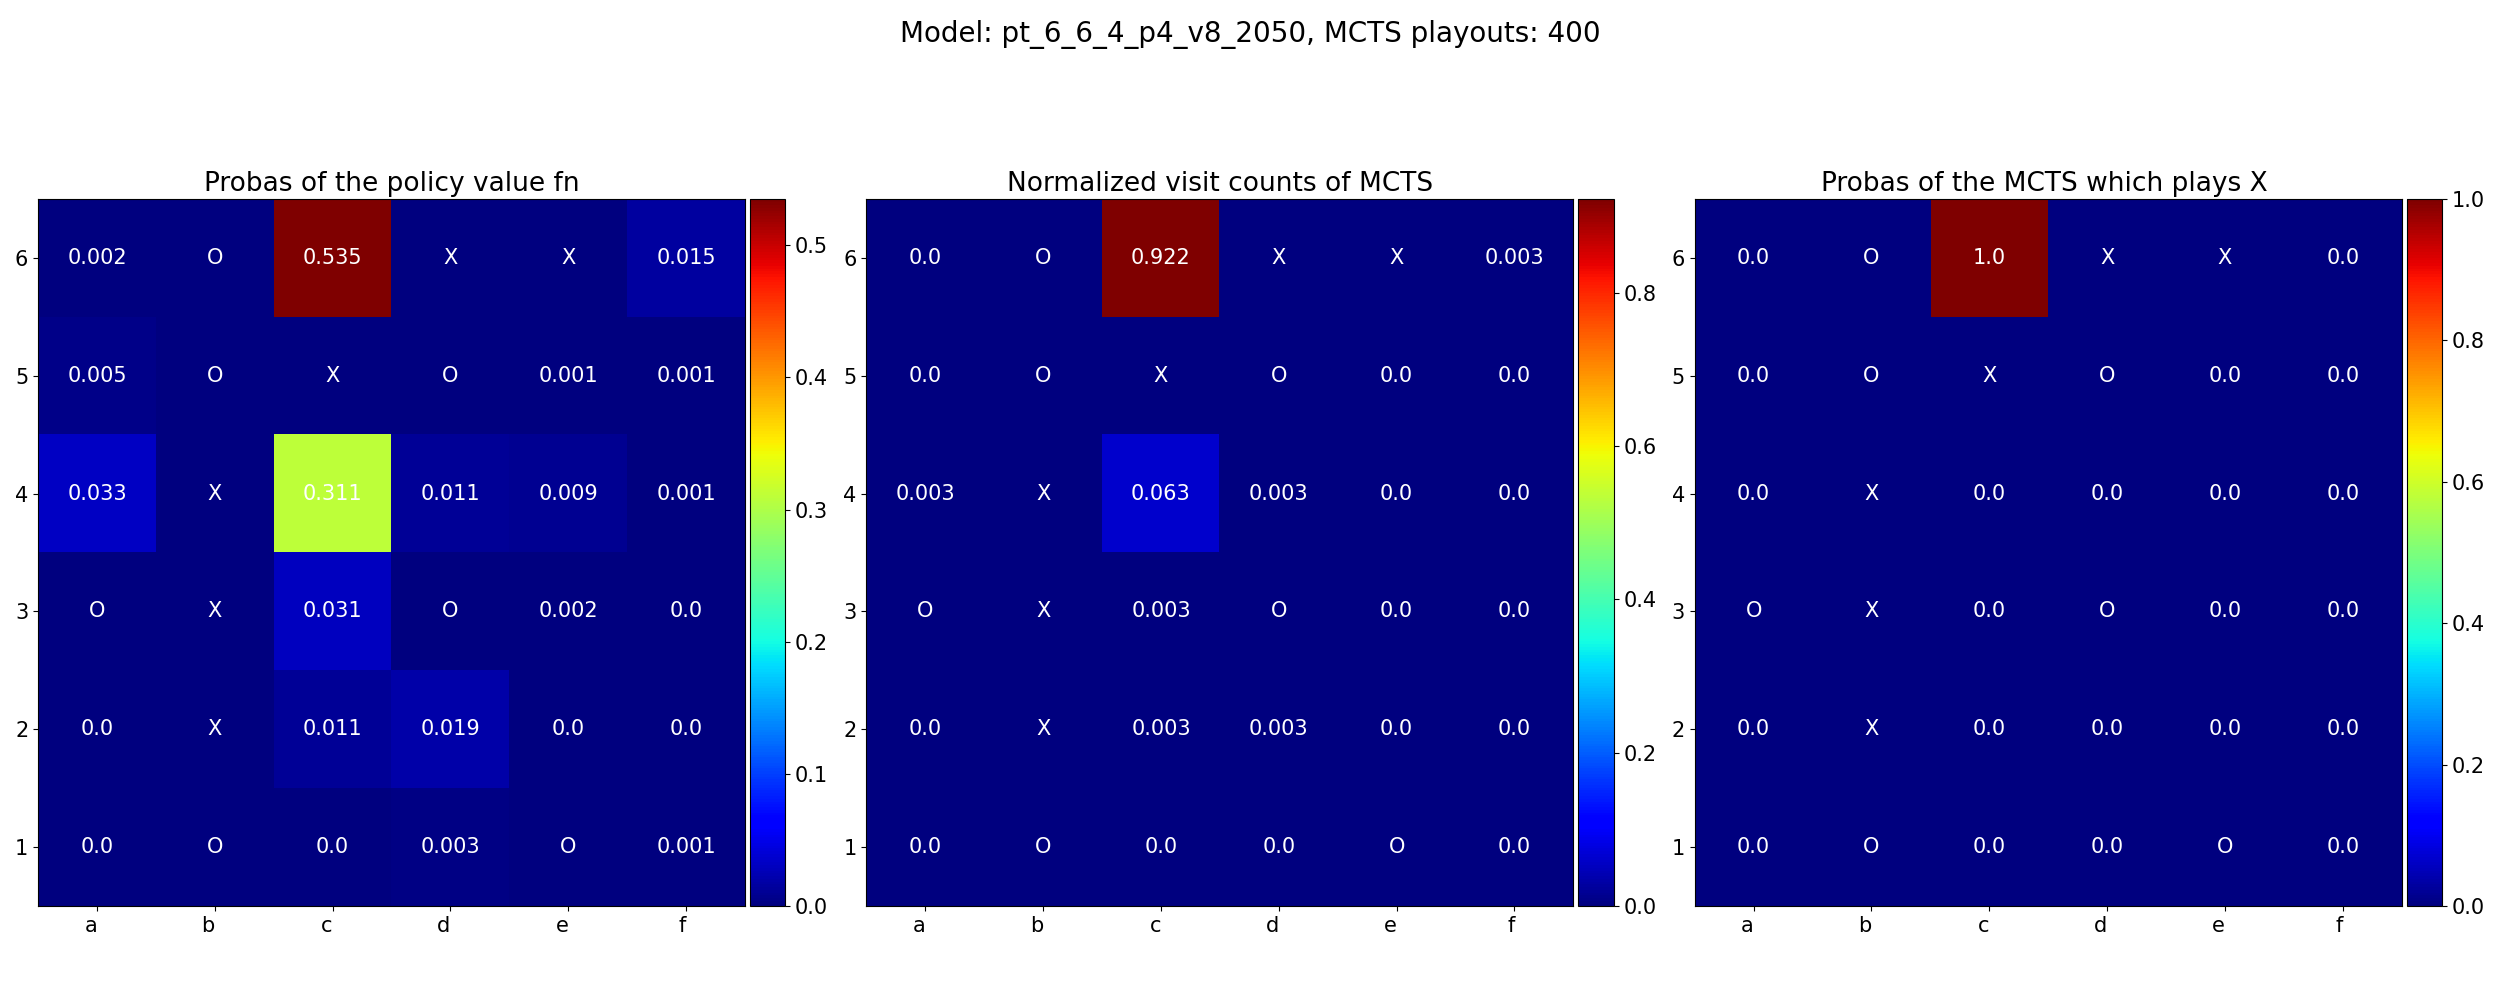 Model: pt_6_6_4_p4_v8_2050, MCTS playouts: 400
Probas of the policy value fn
6 0.002 O 0.535 X X 0.015
5 0.005 O X O 0.001 0.001
4 0.033 X 0.311 0.011 0.009 0.001
3 O X 0.031 O 0.002 0.0
2 0.0 X 0.011 0.019 0.0 0.0
1 0.0 O 0.0 0.003 O 0.001
a b c d e f
0.5
0.4
0.3
0.2
0.1
0.0
Normalized visit counts of MCTS
6 0.0 O 0.922 X X 0.003
5 0.0 O X O 0.0 0.0
4 0.003 X 0.063 0.003 0.0 0.0
3 O X 0.003 O 0.0 0.0
2 0.0 X 0.003 0.003 0.0 0.0
1 0.0 O 0.0 0.0 O 0.0
a b c d e f
0.8
0.6
0.4
0.2
0.0
Probas of the MCTS which plays X
6 0.0 O 1.0 X X 0.0
5 0.0 O X O 0.0 0.0
4 0.0 X 0.0 0.0 0.0 0.0
3 O X 0.0 O 0.0 0.0
2 0.0 X 0.0 0.0 0.0 0.0
1 0.0 O 0.0 0.0 O 0.0
a b c d e f
1.0
0.8
0.6
0.4
0.2
0.0